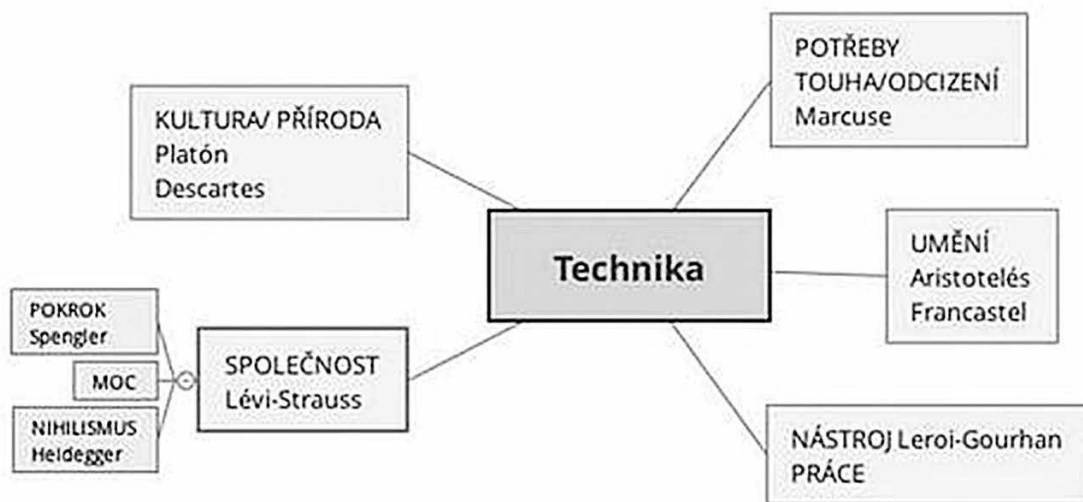 POTŘEBY
TOUHA/ODCIZENÍ
Marcuse
KULTURA/ PŘÍRODA
Platón
Descartes
Technika
UMĚNÍ
Aristotelés
Francastel
POKROK
Spengler
MOC
NIHILISMUS
Heidegger
SPOLEČNOST
Lévi-Strauss
NÁSTROJ Leroi-Gourhan
PRÁCE